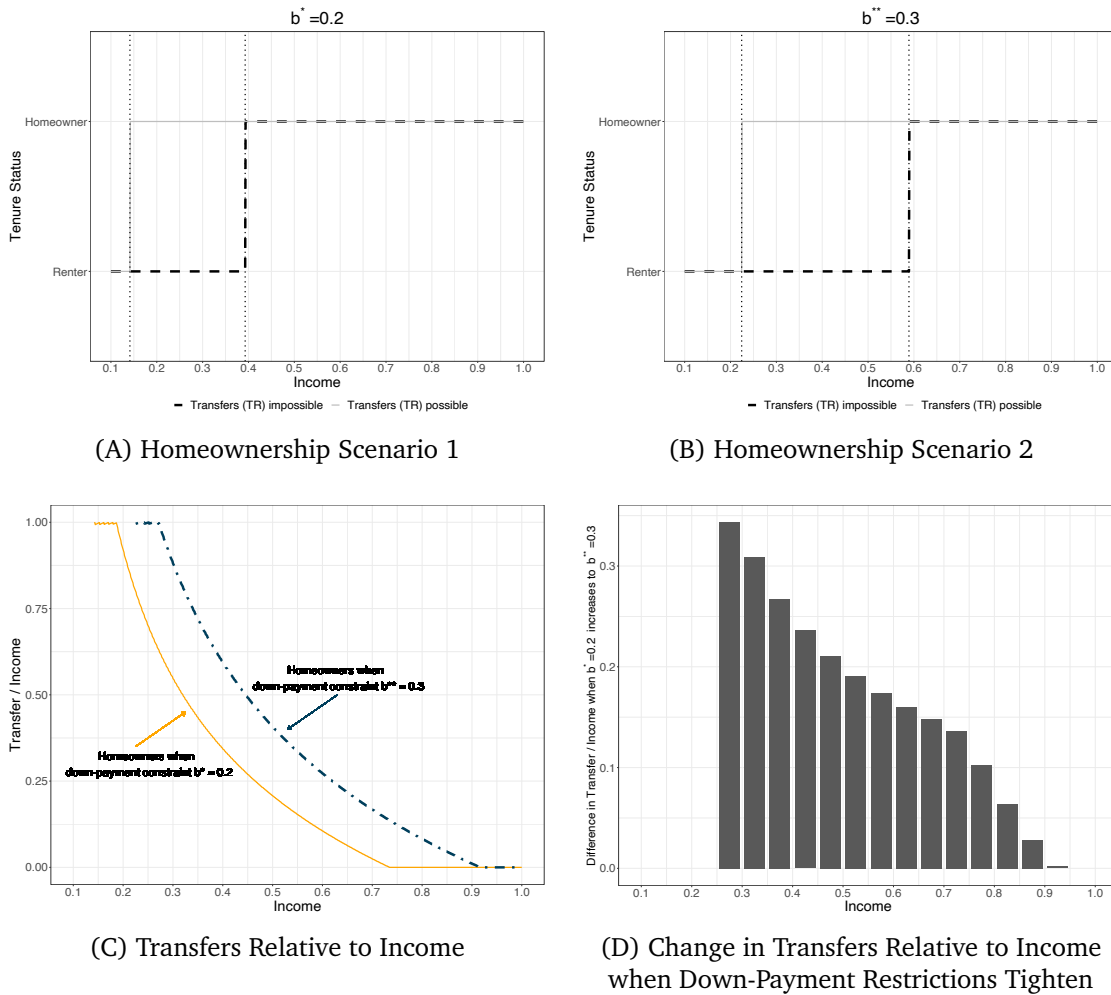 b* =0.2
Tenure Status
Homeowner
Renter
0.1 0.2 0.3 0.4 0.5 0.6 0.7 0.8 0.9 1.0
Income
Transfers (TR) impossible Transfers (TR) possible
(A) Homeownership Scenario 1
b** =0.3
Tenure Status
Homeowner
Renter
0.1 0.2 0.3 0.4 0.5 0.6 0.7 0.8 0.9 1.0
Income
Transfers (TR) impossible Transfers (TR) possible
(B) Homeownership Scenario 2
Transfer / Income
1.00
0.75
0.50
0.25
0.00
Homeowners when
down-payment constraint b** = 0.3
Homeowners when
down-payment constraint b* = 0.2
0.1 0.2 0.3 0.4 0.5 0.6 0.7 0.8 0.9 1.0
Income
(C) Transfers Relative to Income
Difference in Transfer / Income when b* =0.2 increases to b** =0.3
0.3
0.2
0.1
0.0
0.1 0.2 0.3 0.4 0.5 0.6 0.7 0.8 0.9 1.0
Income
(D) Change in Transfers Relative to Income
when Down-Payment Restrictions Tighten